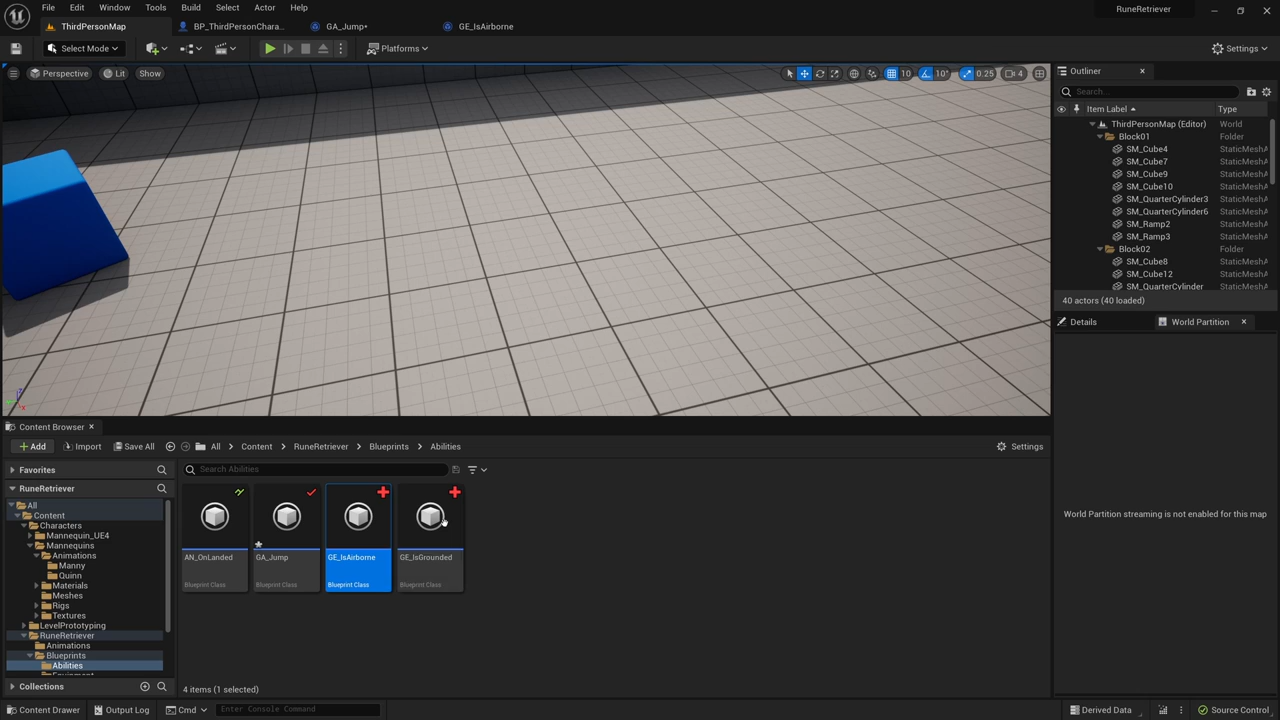 File Edit Window Tools Build Select Actor Help
RuneRetriever
ThirdPersonMap
BP_ThirdPersonChara...
GA_Jump*
GE_IsAirborne
Select Mode
Platforms
Settings
Perspective
Lit
Show
10
10°
0.25
4
Outliner
Search...
Item Label
Type
ThirdPersonMap (Editor) World
Block01 Folder
SM_Cube4 StaticMeshA
SM_Cube7 StaticMeshA
SM_Cube9 StaticMeshA
SM_Cube10 StaticMeshA
SM_QuarterCylinder3 StaticMeshA
SM_QuarterCylinder6 StaticMeshA
SM_Ramp2 StaticMeshA
SM_Ramp3 StaticMeshA
Block02 Folder
SM_Cube8 StaticMeshA
SM_Cube12 StaticMeshA
SM_QuarterCylinder StaticMeshA
40 actors (40 loaded)
Details
World Partition
World Partition streaming is not enabled for this map
Content Browser
Add
Import
Save All
All
Content
RuneRetriever
Blueprints
Abilities
Settings
Favorites
RuneRetriever
All
Content
Characters
Mannequin_UE4
Mannequins
Animations
Manny
Quinn
Materials
Meshes
Rigs
Textures
LevelPrototyping
RuneRetriever
Animations
Blueprints
Abilities
Collections
Search Abilities
AN_OnLanded
Blueprint Class
GA_Jump
Blueprint Class
GE_IsAirborne
Blueprint Class
GE_IsGrounded
Blueprint Class
4 items (1 selected)
Content Drawer
Output Log
Cmd
Enter Console Command
Derived Data
Source Control